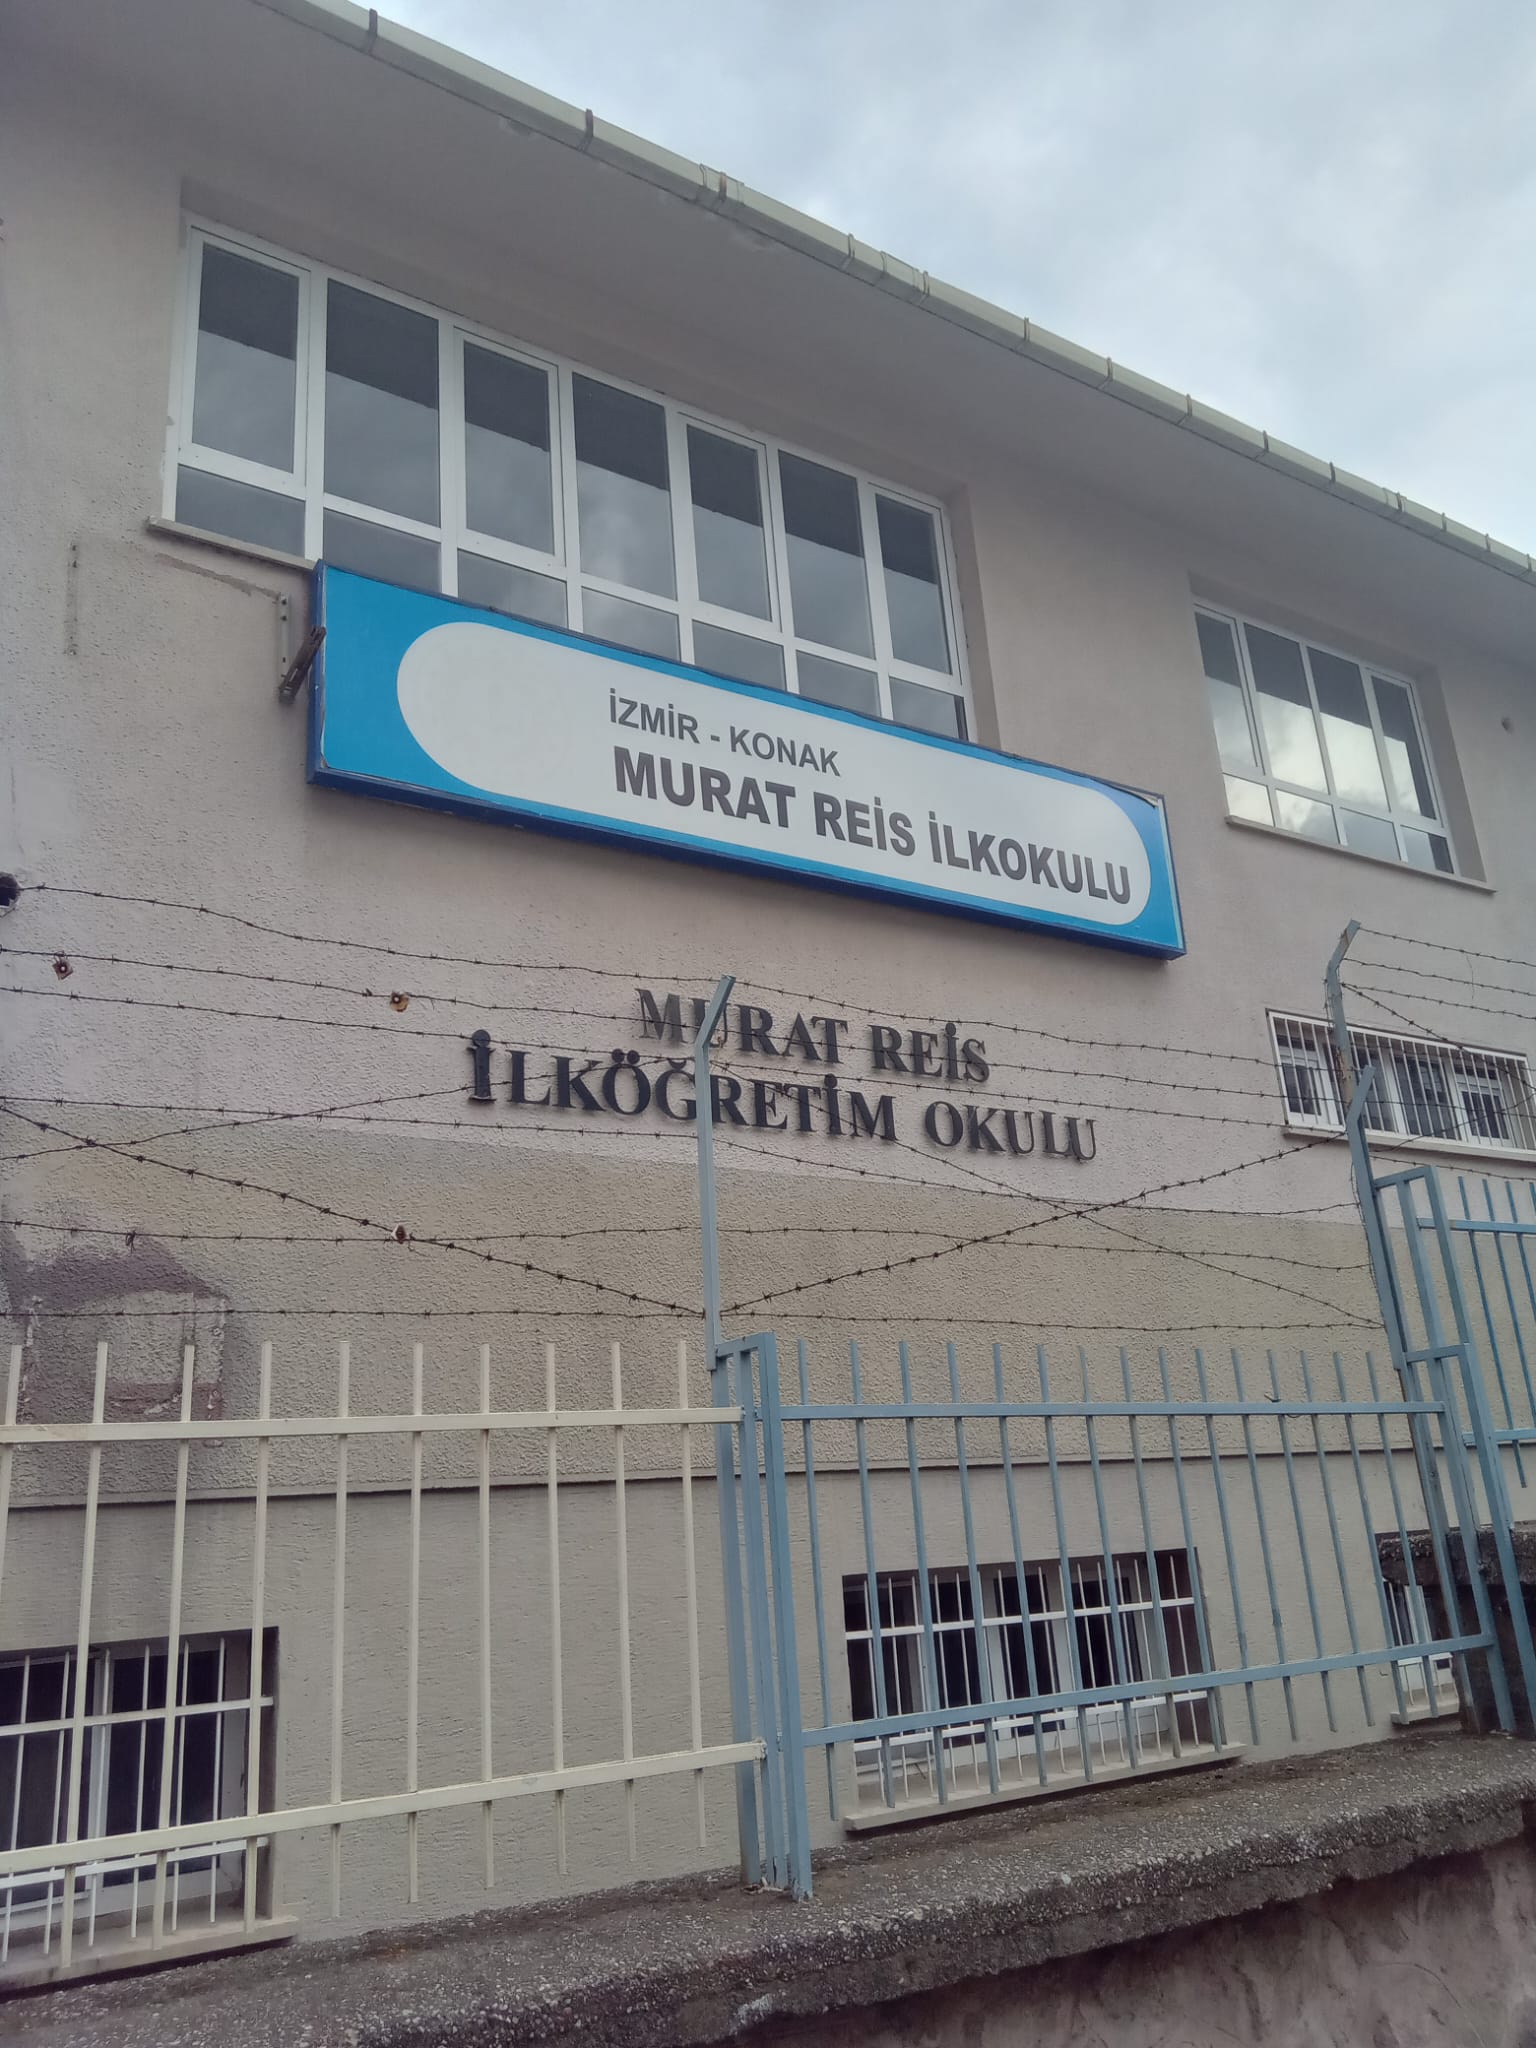 İZMİR - KONAK
MURAT REİS İLKOKULU
MURAT REİS
İLKÖĞRETİM OKULU